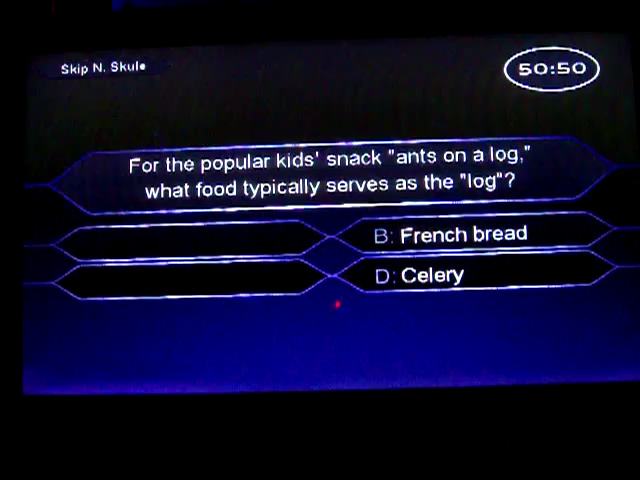 Skip N. Skule
50:50
For the popular kids' snack "ants on a log,"
what food typically serves as the "log"?
B: French bread
D: Celery